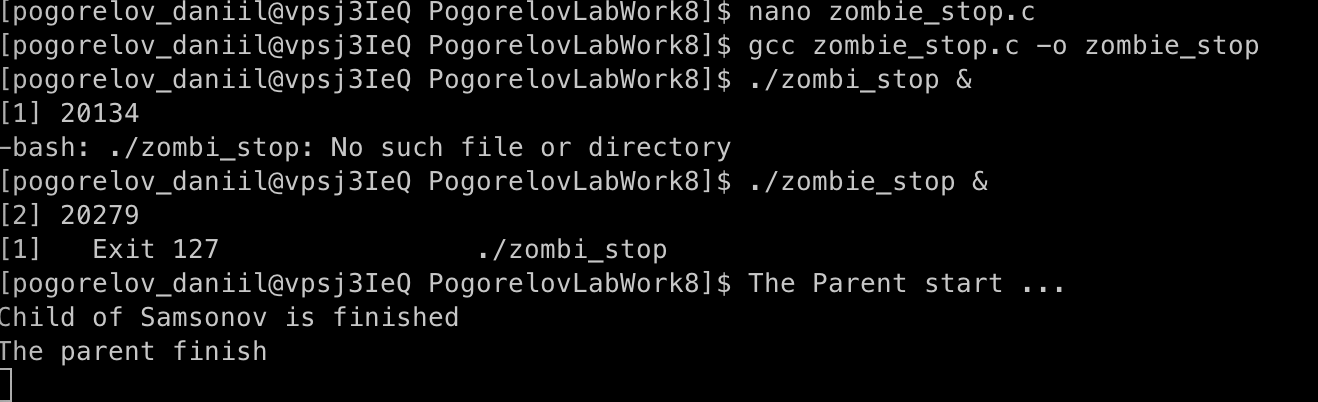 [pogorelov_daniil@vpsj3IeQ PogorelovLabWork8]$ nano zombie_stop.c
[pogorelov_daniil@vpsj3IeQ PogorelovLabWork8]$ gcc zombie_stop.c -o zombie_stop
[pogorelov_daniil@vpsj3IeQ PogorelovLabWork8]$ ./zombi_stop &
[1] 20134
-bash: ./zombi_stop: No such file or directory
[pogorelov_daniil@vpsj3IeQ PogorelovLabWork8]$ ./zombie_stop &
[2] 20279
[1]   Exit 127                 ./zombi_stop
[pogorelov_daniil@vpsj3IeQ PogorelovLabWork8]$ The Parent start ...
Child of Samsonov is finished
The parent finish